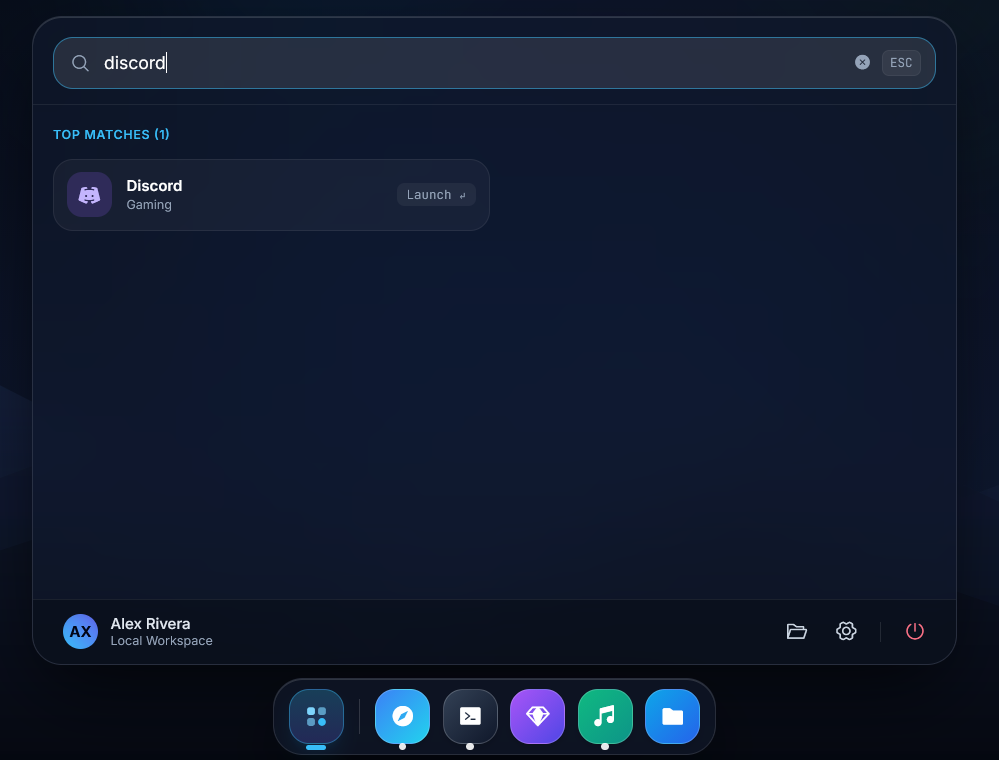 discord
ESC
TOP MATCHES (1)
Discord
Gaming
Launch ↵
AX
Alex Rivera
Local Workspace